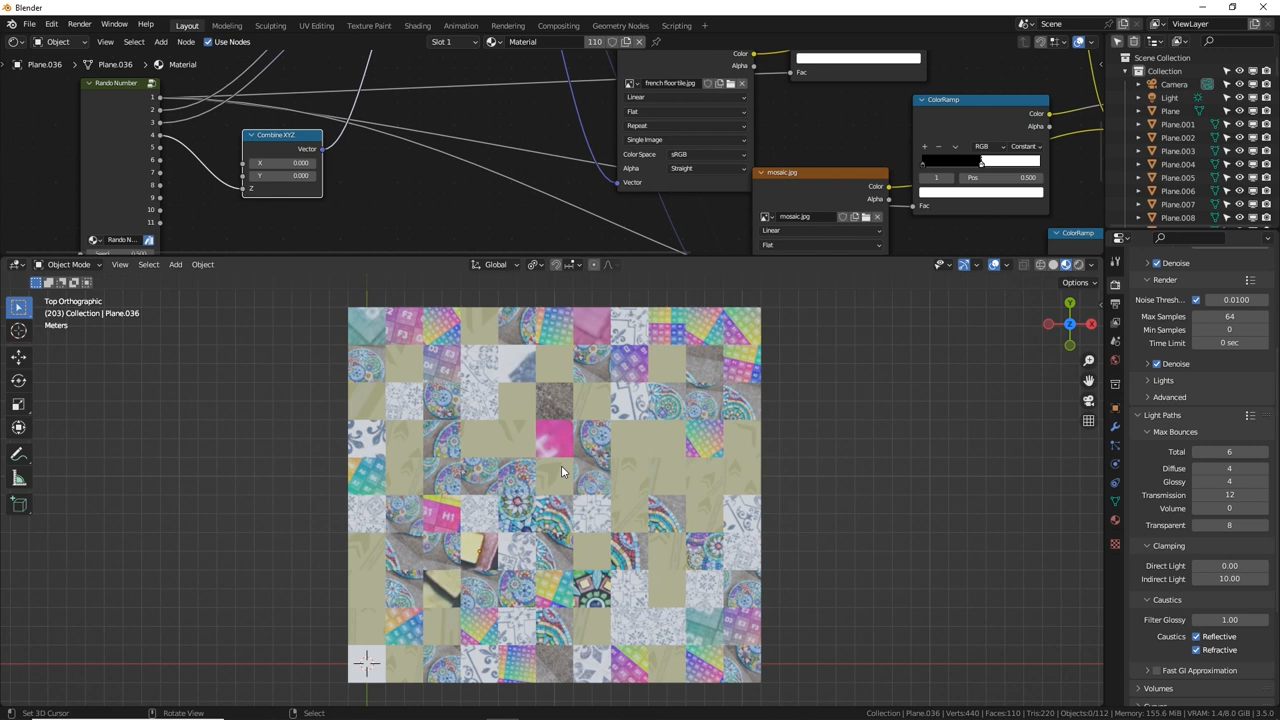 Blender
File Edit Render Window Help Layout Modeling Sculpting UV Editing Texture Paint Shading Animation Rendering Compositing Geometry Nodes Scripting + Scene ViewLayer
Object View Select Add Node Use Nodes Slot 1 Material 110
Plane.036 > Plane.036 > Material
Rando Number
1
2
3
4
5
6
7
8
9
10
11
Rando N...
Seed 0.500
Combine XYZ
Vector
X 0.000
Y 0.000
Z
Color
Alpha
french floor tile.jpg
Linear
Flat
Repeat
Single Image
Color Space sRGB
Alpha Straight
Vector
Fac
mosaic.jpg
Color
Alpha
mosaic.jpg
Linear
Flat
ColorRamp
Color
Alpha
+ − RGB Constant
1 Pos 0.500
Fac
ColorRamp
Scene Collection
Collection
Camera
Light
Plane
Plane.001
Plane.002
Plane.003
Plane.004
Plane.005
Plane.006
Plane.007
Plane.008
Object Mode View Select Add Object Global
Options
Top Orthographic
(203) Collection | Plane.036
Meters
Y
X
Z
Denoise
Render
Noise Thresh... 0.0100
Max Samples 64
Min Samples 0
Time Limit 0 sec
Denoise
Lights
Advanced
Light Paths
Max Bounces
Total 6
Diffuse 4
Glossy 4
Transmission 12
Volume 0
Transparent 8
Clamping
Direct Light 0.00
Indirect Light 10.00
Caustics
Filter Glossy 1.00
Caustics Reflective
Refractive
Fast GI Approximation
Volumes
Set 3D Cursor Rotate View Select Collection | Plane.036 | Verts:440 | Faces:110 | Tris:220 | Objects:0/112 | Memory: 155.6 MiB | VRAM: 1.4/8.0 GiB | 3.5.0